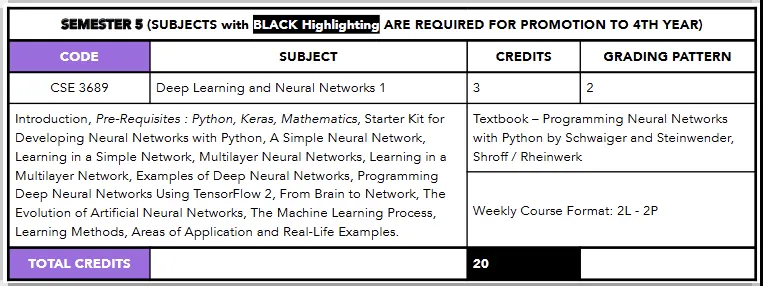 SEMESTER 5 (SUBJECTS with BLACK Highlighting ARE REQUIRED FOR PROMOTION TO 4TH YEAR)
CODE SUBJECT CREDITS GRADING PATTERN
CSE 3689 Deep Learning and Neural Networks 1 3 2
Introduction, Pre-Requisites : Python, Keras, Mathematics, Starter Kit for
Developing Neural Networks with Python, A Simple Neural Network,
Learning in a Simple Network, Multilayer Neural Networks, Learning in a
Multilayer Network, Examples of Deep Neural Networks, Programming
Deep Neural Networks Using TensorFlow 2, From Brain to Network, The
Evolution of Artificial Neural Networks, The Machine Learning Process,
Learning Methods, Areas of Application and Real-Life Examples.
Textbook – Programming Neural Networks
with Python by Schwaiger and Steinwender,
Shroff / Rheinwerk
Weekly Course Format: 2L - 2P
TOTAL CREDITS 20